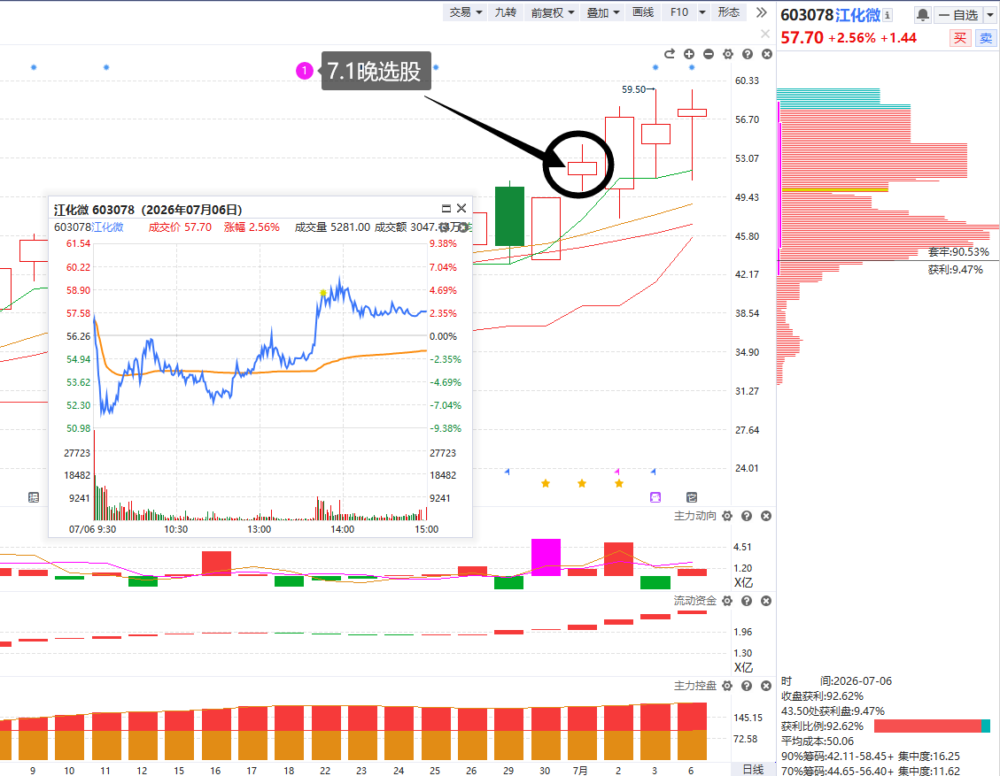 交易 九转 前复权 叠加 画线 F10 形态
603078江化微
自选
57.70 +2.56% +1.44
买 卖
1 7.1晚选股
59.50
60.33
56.70
53.07
49.43
45.80
42.17
38.54
34.90
31.27
27.64
24.01
套牢:90.53%
获利:9.47%
江化微 603078（2026年07月06日）
603078江化微 成交价 57.70 涨幅 2.56% 成交量 5281.00 成交额 3047.
61.54 9.38%
60.22 7.04%
58.90 4.69%
57.58 2.35%
56.26 0.00%
54.94 -2.35%
53.62 -4.69%
52.30 -7.04%
50.98 -9.38%
27723 27723
18482 18482
9241 9241
07/06 9:30 10:30 13:00 14:00 15:00
主力动向
4.51
1.20
X亿
流动资金
1.96
1.30
X亿
主力控盘
145.15
72.58
9 10 11 12 15 16 17 18 22 23 24 25 26 29 30 7月 2 3 6
日线
时 间:2026-07-06
收盘获利:92.62%
43.50处获利盘:9.47%
获利比例:92.62%
平均成本:50.06
90%筹码:42.11-58.45+ 集中度:16.25
70%筹码:44.65-56.40+ 集中度:11.62